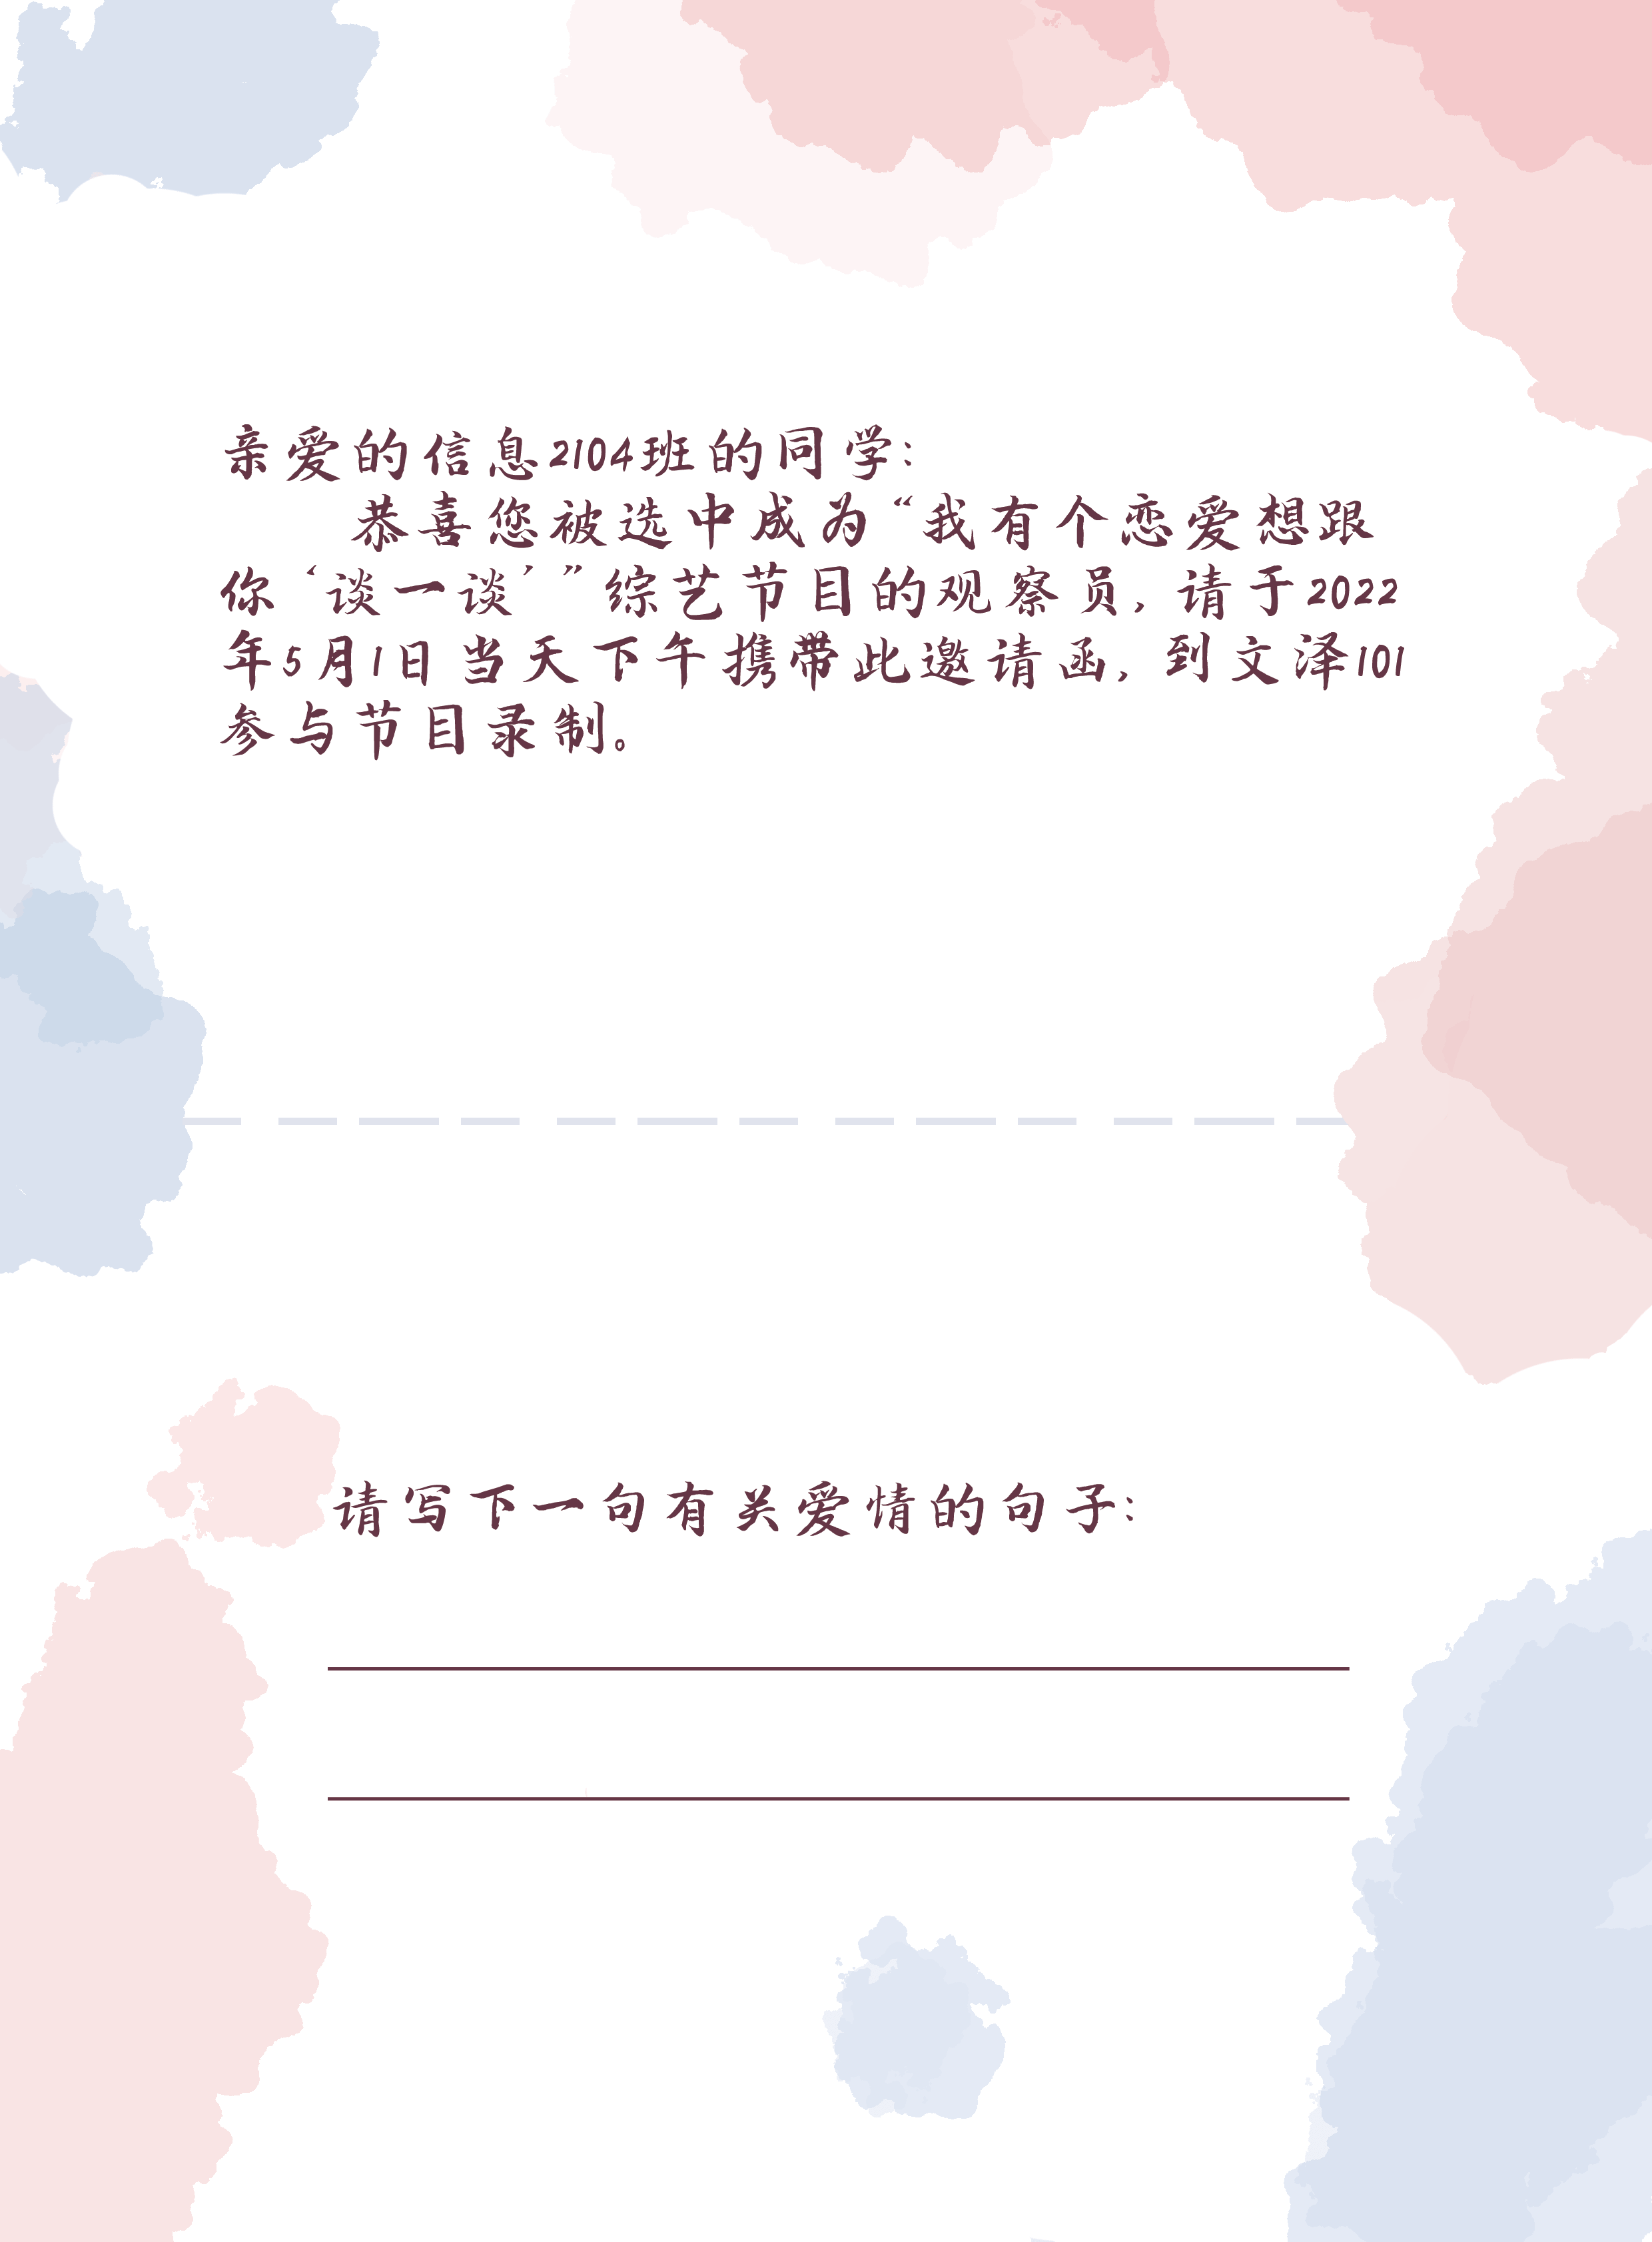 亲爱的信息2104班的同学：
恭喜您被选中成为“我有个恋爱想跟
你‘谈一谈’”综艺节目的观察员，请于2022
年5月1日当天下午携带此邀请函，到文泽101
参与节目录制。
请写下一句有关爱情的句子：